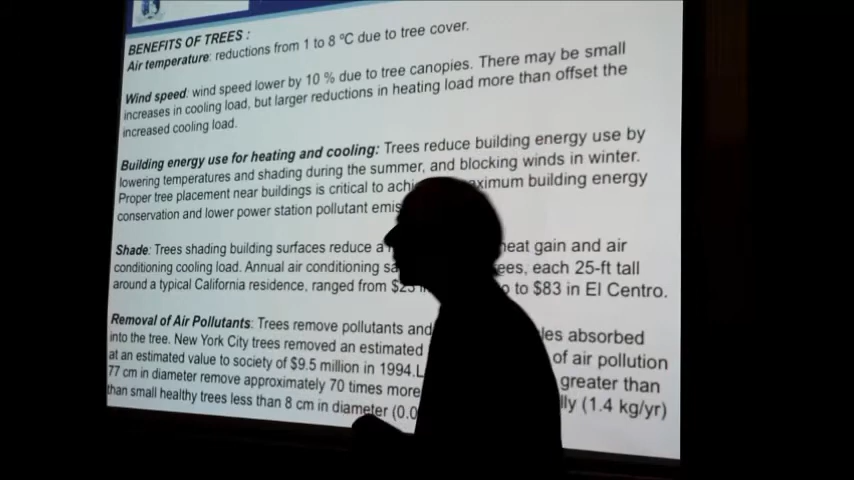 BENEFITS OF TREES :
Air temperature: reductions from 1 to 8 ºC due to tree cover.
Wind speed: wind speed lower by 10 % due to tree canopies. There may be small
increases in cooling load, but larger reductions in heating load more than offset the
increased cooling load.
Building energy use for heating and cooling: Trees reduce building energy use by
lowering temperatures and shading during the summer, and blocking winds in winter.
Proper tree placement near buildings is critical to achi ximum building energy
conservation and lower power station pollutant emis
Shade: Trees shading building surfaces reduce a heat gain and air
conditioning cooling load. Annual air conditioning sa ees, each 25-ft tall
around a typical California residence, ranged from $23 to $83 in El Centro.
Removal of Air Pollutants: Trees remove pollutants and les absorbed
into the tree. New York City trees removed an estimated of air pollution
at an estimated value to society of $9.5 million in 1994.L greater than
77 cm in diameter remove approximately 70 times more lly (1.4 kg/yr)
than small healthy trees less than 8 cm in diameter (0.0